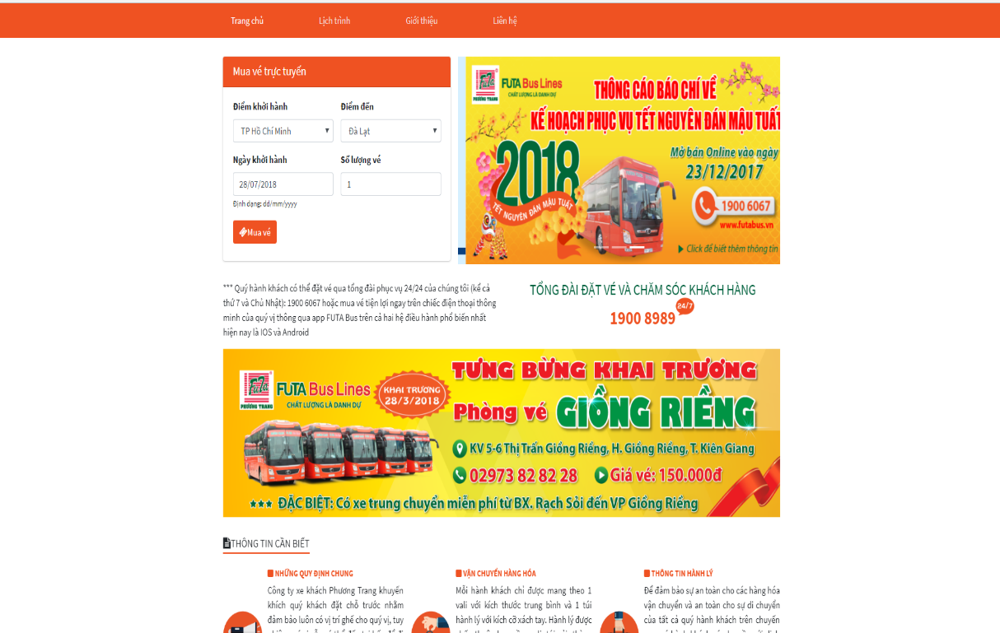 Trang chủ Lịch trình Giới thiệu Liên hệ
Mua vé trực tuyến
Điểm khởi hành Điểm đến
TP Hồ Chí Minh Đà Lạt
Ngày khởi hành Số lượng vé
28/07/2018 1
Định dạng: dd/mm/yyyy
Mua vé
FUTA Bus Lines
CHẤT LƯỢNG LÀ DANH DỰ
PHƯƠNG TRANG
THÔNG CÁO BÁO CHÍ VỀ
KẾ HOẠCH PHỤC VỤ TẾT NGUYÊN ĐÁN MẬU TUẤT
2018
TẾT NGUYÊN ĐÁN MẬU TUẤT
Mở bán Online vào ngày
23/12/2017
1900 6067
www.futabus.vn
Click để biết thêm thông tin
*** Quý hành khách có thể đặt vé qua tổng đài phục vụ 24/24 của chúng tôi (kể cả
thứ 7 và Chủ Nhật): 1900 6067 hoặc mua vé tiện lợi ngay trên chiếc điện thoại thông
minh của quý vị thông qua app FUTA Bus trên cả hai hệ điều hành phổ biến nhất
hiện nay là IOS và Android
TỔNG ĐÀI ĐẶT VÉ VÀ CHĂM SÓC KHÁCH HÀNG
1900 8989 24/7
FUTA Bus Lines
CHẤT LƯỢNG LÀ DANH DỰ
PHƯƠNG TRANG
KHAI TRƯƠNG
28/3/2018
TƯNG BỪNG KHAI TRƯƠNG
Phòng vé GIỒNG RIỀNG
KV 5-6 Thị Trấn Giồng Riềng, H. Giồng Riềng, T. Kiên Giang
02973 82 82 28 Giá vé: 150.000đ
ĐẶC BIỆT: Có xe trung chuyển miễn phí từ BX. Rạch Sỏi đến VP Giồng Riềng
THÔNG TIN CẦN BIẾT
NHỮNG QUY ĐỊNH CHUNG
Công ty xe khách Phương Trang khuyến
khích quý khách đặt chỗ trước nhằm
đảm bảo luôn có vị trí ghế cho quý vị, tuy
VẬN CHUYỂN HÀNG HÓA
Mỗi hành khách chỉ được mang theo 1
vali với kích thước trung bình và 1 túi
hành lý với kích cỡ xách tay. Hành lý được
THÔNG TIN HÀNH LÝ
Để đảm bảo sự an toàn cho các hàng hóa
vận chuyển và an toàn cho sự di chuyển
của tất cả quý hành khách trên chuyến